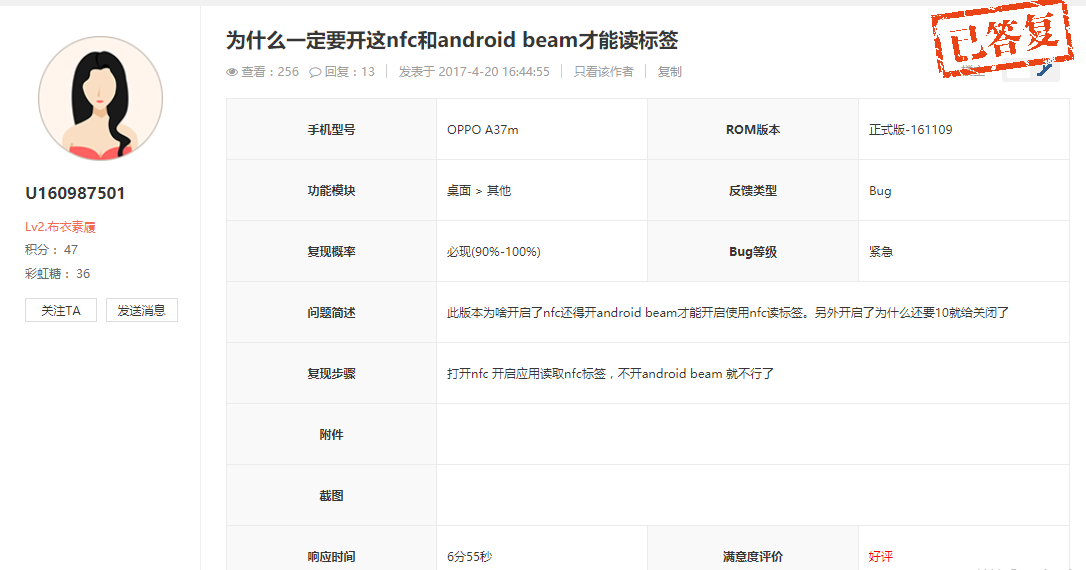 为什么一定要开这nfc和android beam才能读标签
已答复
查看：256 回复：13 发表于 2017-4-20 16:44:55 只看该作者 复制
U160987501
Lv2.布衣素履
积分： 47
彩虹糖： 36
关注TA 发送消息
手机型号 OPPO A37m ROM版本 正式版-161109
功能模块 桌面 > 其他 反馈类型 Bug
复现概率 必现(90%-100%) Bug等级 紧急
问题简述 此版本为啥开启了nfc还得开android beam才能开启使用nfc读标签。另外开启了为什么还要10就给关闭了
复现步骤 打开nfc 开启应用读取nfc标签，不开android beam 就不行了
附件
截图
响应时间 6分55秒 满意度评价 好评